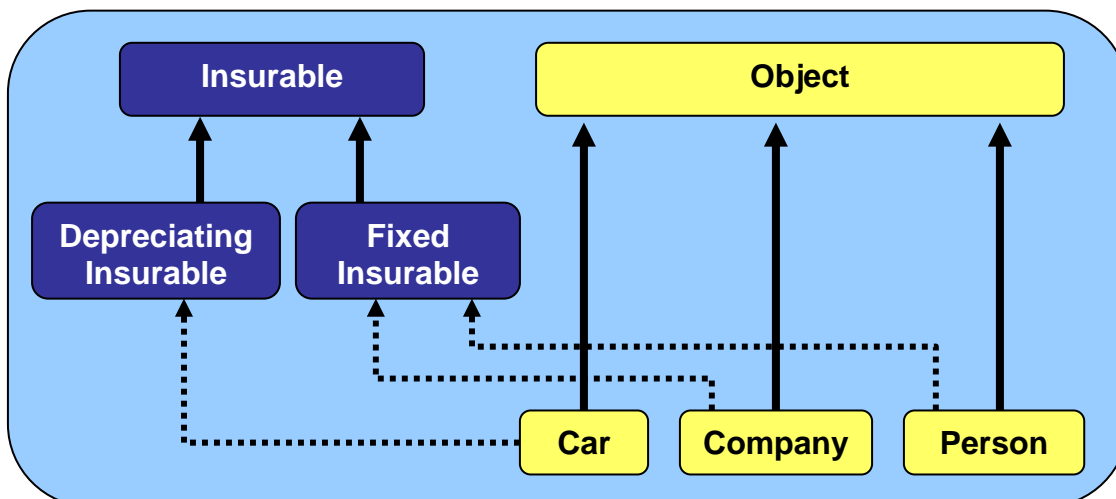 Insurable
Object
Depreciating
Insurable
Fixed
Insurable
Car
Company
Person